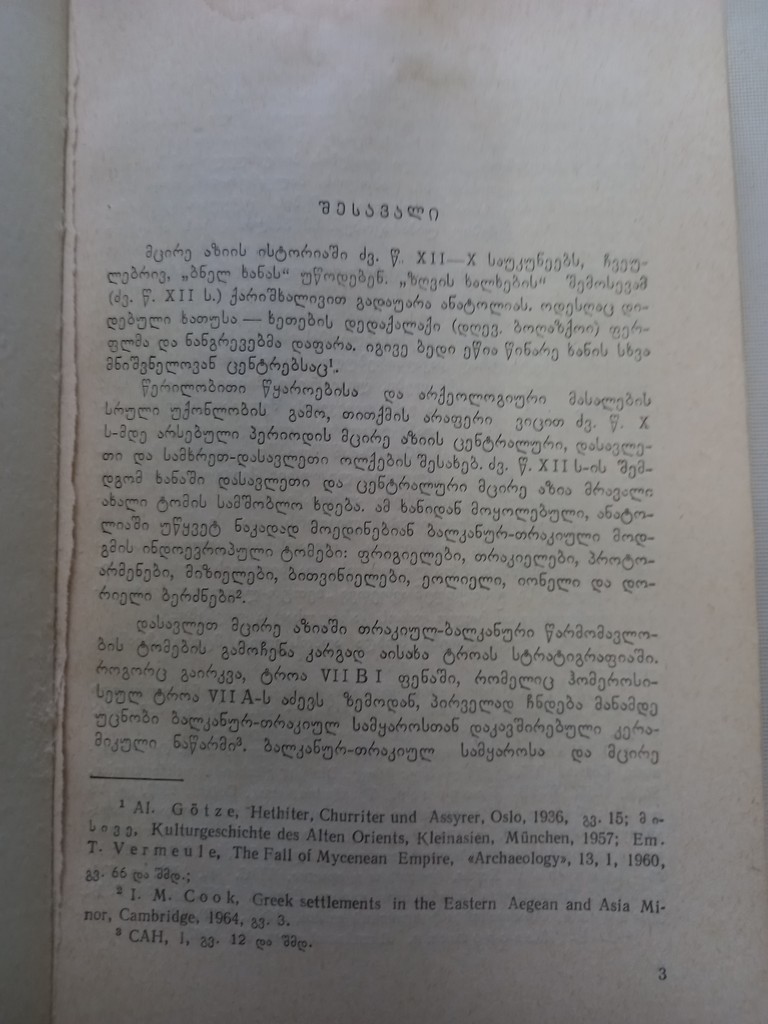 შესავალი
მცირე აზიის ისტორიაში ძვ. წ. XII—X საუკუნეებს, ჩვეუ-
ლებრივ, „ბნელ ხანას“ უწოდებენ. „ზღვის ხალხების“ შემოსევამ
(ძვ. წ. XII ს.) ქარიშხალივით გადაუარა ანატოლიას. ოდესღაც დი-
დებული ხათუსა — ხეთების დედაქალაქი (დღევ. ბოღაზქოი) ფერ-
ფლმა და ნანგრევებმა დაფარა. იგივე ბედი ეწია წინარე ხანის სხვა
მნიშვნელოვან ცენტრებსაც¹.
წერილობითი წყაროებისა და არქეოლოგიური მასალების
სრული უქონლობის გამო, თითქმის არაფერი ვიცით ძვ. წ. X
ს-მდე არსებული პერიოდის მცირე აზიის ცენტრალური, დასავლე-
თი და სამხრეთ-დასავლეთი ოლქების შესახებ. ძვ. წ. XII ს-ის შემ-
დგომ ხანაში დასავლეთი და ცენტრალური მცირე აზია მრავალი
ახალი ტომის სამშობლო ხდება. ამ ხანიდან მოყოლებული, ანატო-
ლიაში უწყვეტ ნაკადად მოედინებიან ბალკანურ-თრაკიული მოდ-
გმის ინდოევროპული ტომები: ფრიგიელები, თრაკიელები, პროტო-
არმენები, მიზიელები, ბითვინიელები, ეოლიელი, იონელი და დო-
რიელი ბერძნები².
დასავლეთ მცირე აზიაში თრაკიულ-ბალკანური წარმომავლო-
ბის ტომების გამოჩენა კარგად აისახა ტროას სტრატიგრაფიაში.
როგორც გაირკვა, ტროა VII B I ფენაში, რომელიც ჰომეროსი-
სეულ ტროა VII A-ს აძევს ზემოდან, პირველად ჩნდება მანამდე
უცნობი ბალკანურ-თრაკიულ სამყაროსთან დაკავშირებული კერა-
მიკული ნაწარმი³. ბალკანურ-თრაკიულ სამყაროსა და მცირე
¹ Al. Götze, Hethiter, Churriter und Assyrer, Oslo, 1936, გვ. 15; მი-
სივე, Kulturgeschichte des Alten Orients, Kleinasien, München, 1957; Em.
T. Vermeule, The Fall of Mycenean Empire, «Archaeology», 13, 1, 1960,
გვ. 66 და შმდ.;
² I. M. Cook, Greek settlements in the Eastern Aegean and Asia Mi-
nor, Cambridge, 1964, გვ. 3.
³ CAH, I, გვ. 12 და შმდ.
3